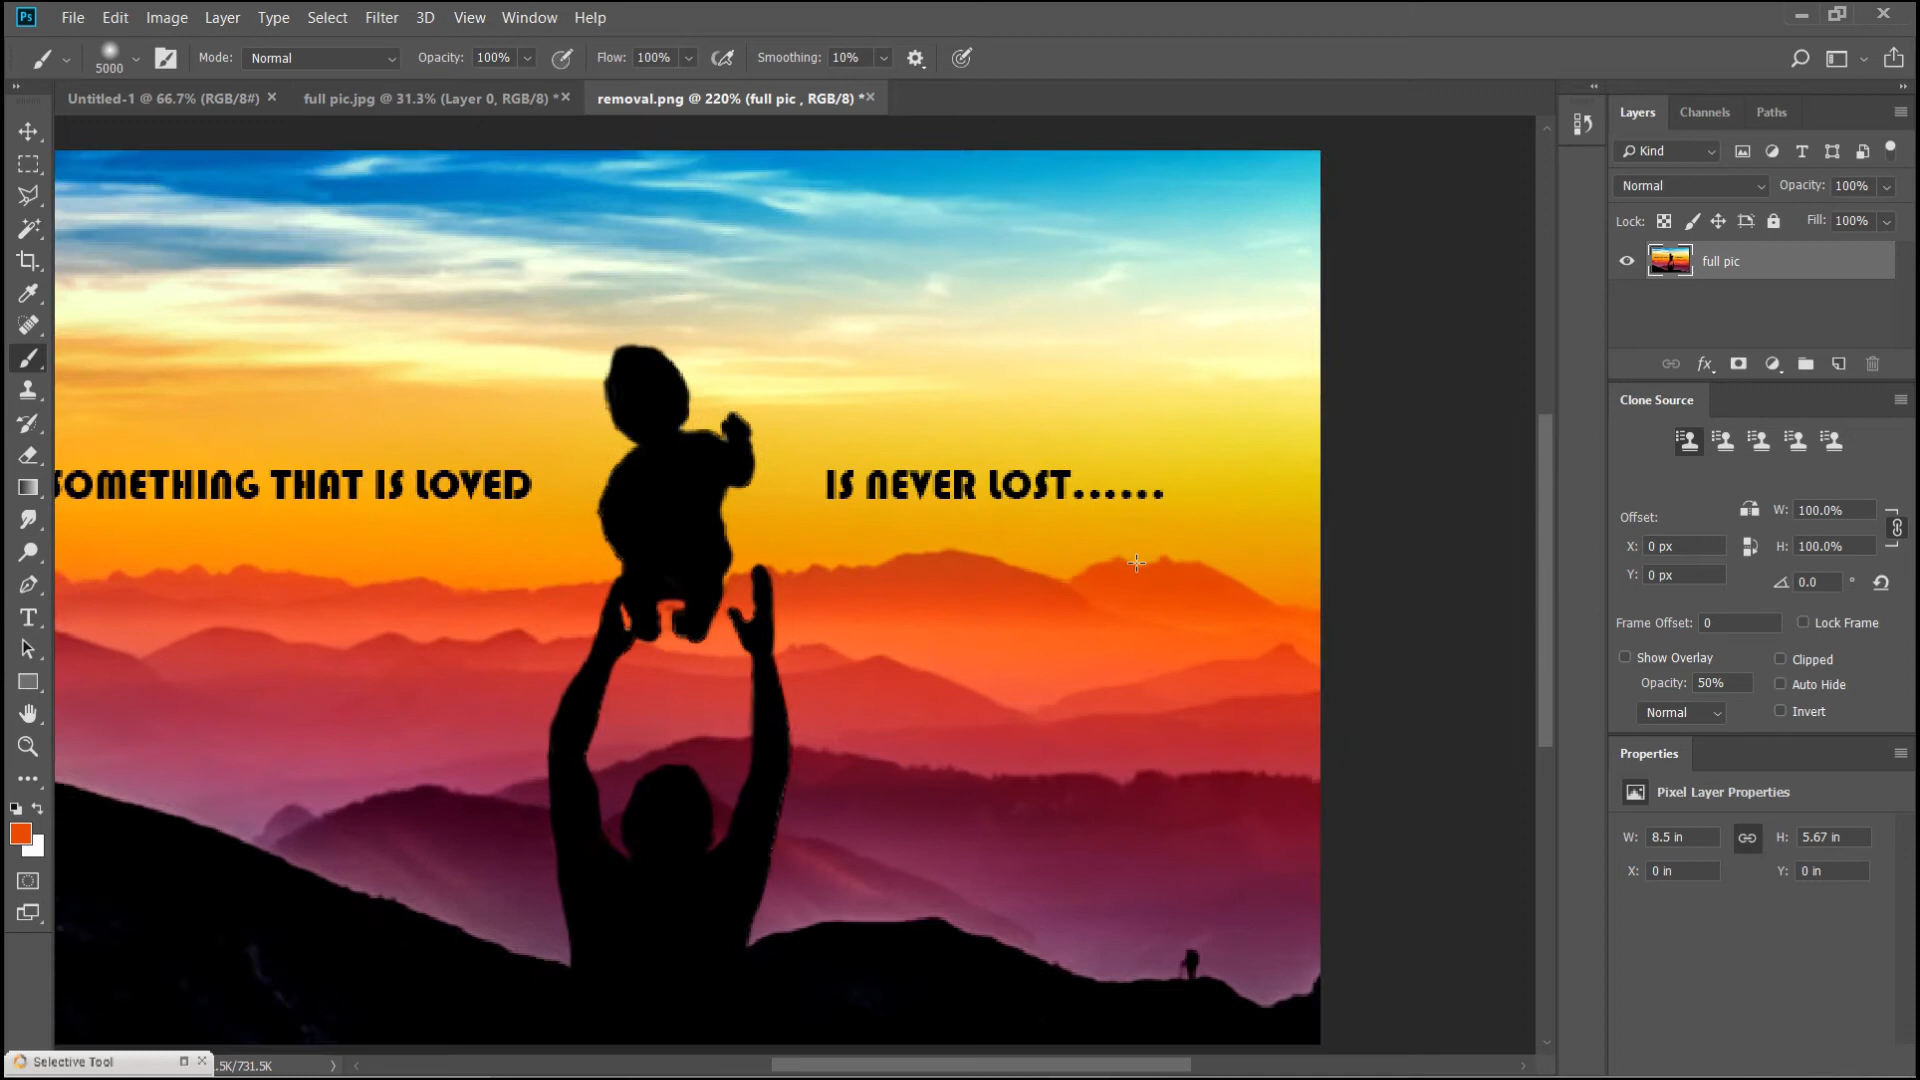 Ps File Edit Image Layer Type Select Filter 3D View Window Help
5000 Mode: Normal Opacity: 100% Flow: 100% Smoothing: 10%
Untitled-1 @ 66.7% (RGB/8#) × full pic.jpg @ 31.3% (Layer 0, RGB/8) * × removal.png @ 220% (full pic , RGB/8) * ×
Layers Channels Paths
Kind
Normal Opacity: 100%
Lock: Fill: 100%
full pic
fx
Clone Source
SOMETHING THAT IS LOVED IS NEVER LOST......
Offset: W: 100.0%
X: 0 px H: 100.0%
Y: 0 px 0.0 °
Frame Offset: 0 Lock Frame
Show Overlay Clipped
Opacity: 50% Auto Hide
Normal Invert
Properties
Pixel Layer Properties
W: 8.5 in H: 5.67 in
X: 0 in Y: 0 in
Selective Tool .5K/731.5K